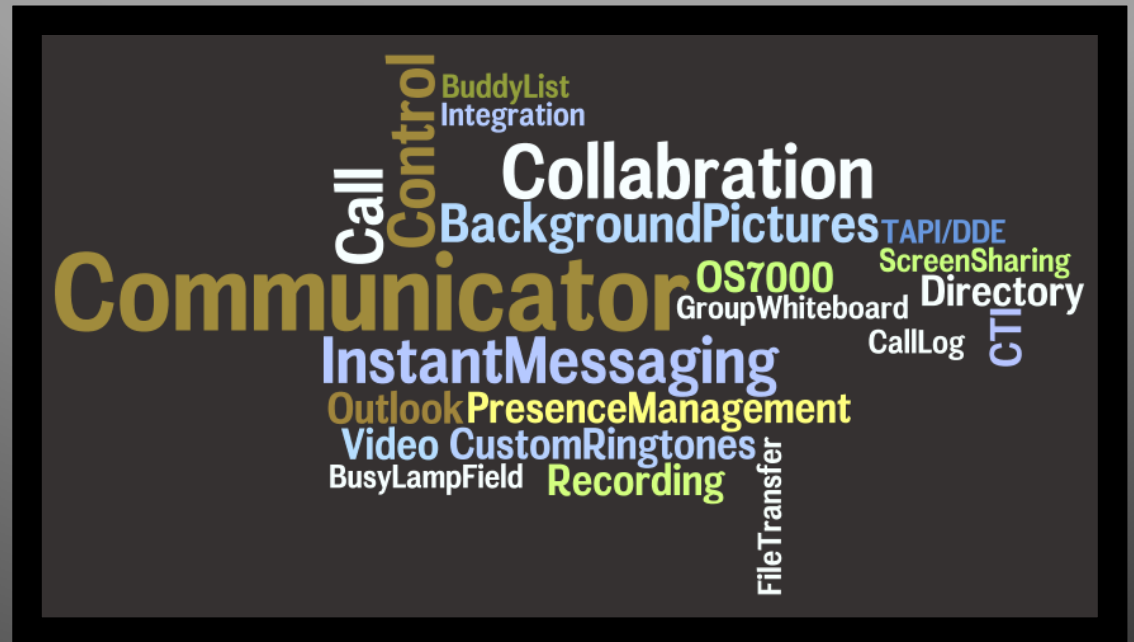 Control
BuddyList
Integration
Call
Collabration
BackgroundPictures
TAPI/DDE
Communicator
OS7000
ScreenSharing
Directory
GroupWhiteboard
CTI
CallLog
InstantMessaging
Outlook
PresenceManagement
Video
CustomRingtones
BusyLampField
Recording
FileTransfer